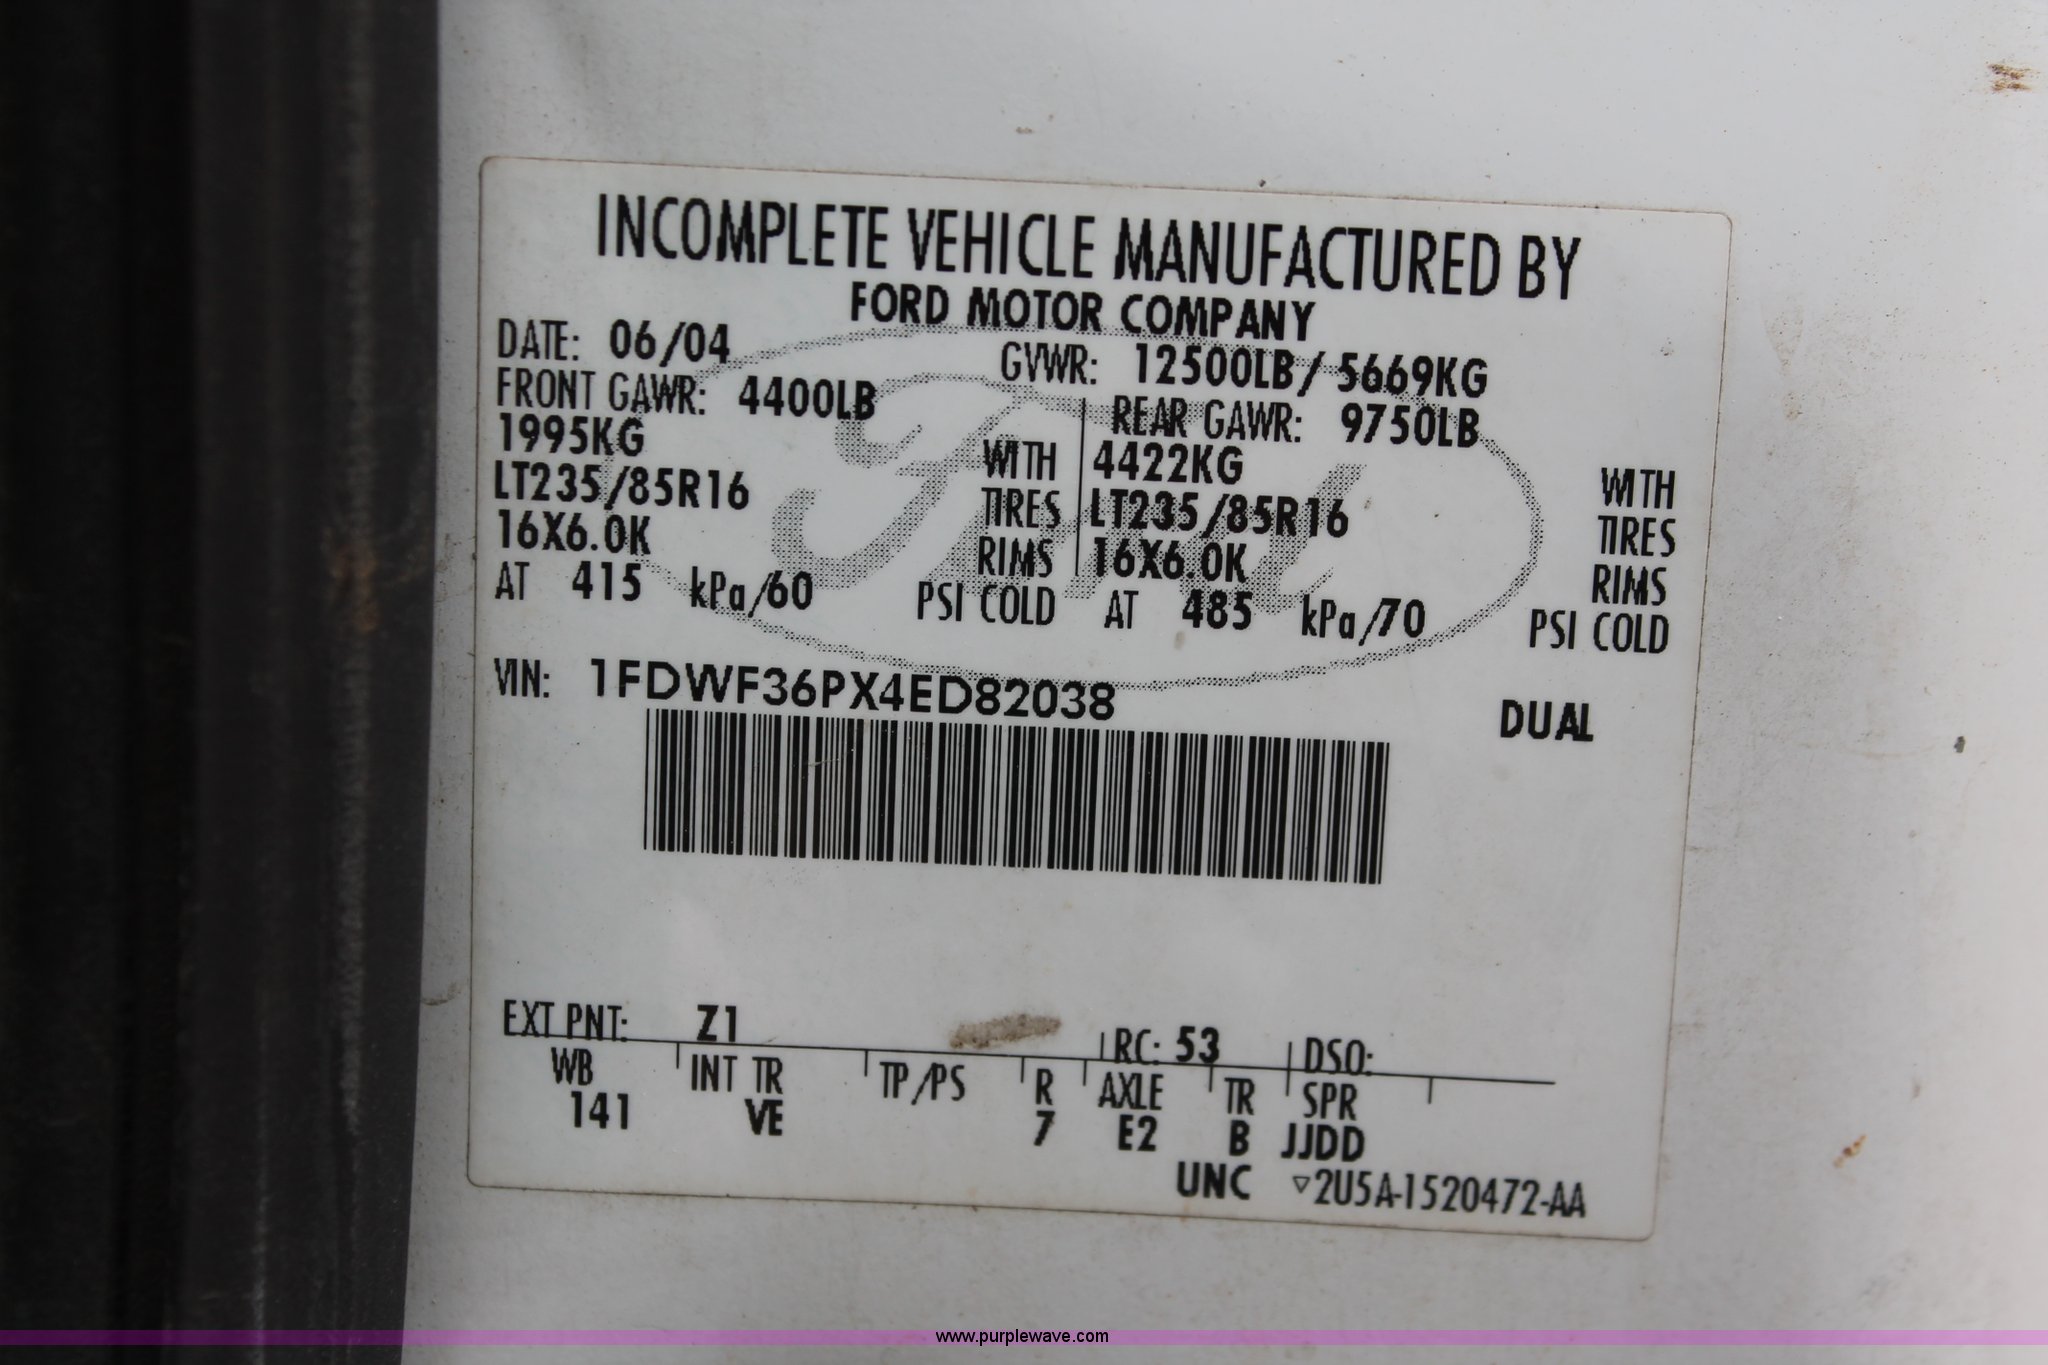 INCOMPLETE VEHICLE MANUFACTURED BY
FORD MOTOR COMPANY
DATE: 06/04 GVWR: 12500LB/ 5669KG
FRONT GAWR: 4400LB REAR GAWR: 9750LB
1995KG WITH 4422KG WITH
LT235/85R16 TIRES LT235/85R16 TIRES
16X6.0K RIMS 16X6.0K RIMS
AT 415 kPa/60 PSI COLD AT 485 kPa/70 PSI COLD
VIN: 1FDWF36PX4ED82038 DUAL
Ford
EXT PNT: Z1 RC: 53 DSO:
WB INT TR TP/PS R AXLE TR SPR
141 VE 7 E2 B JJDD
UNC ▽2U5A-1520472-AA
www.purplewave.com